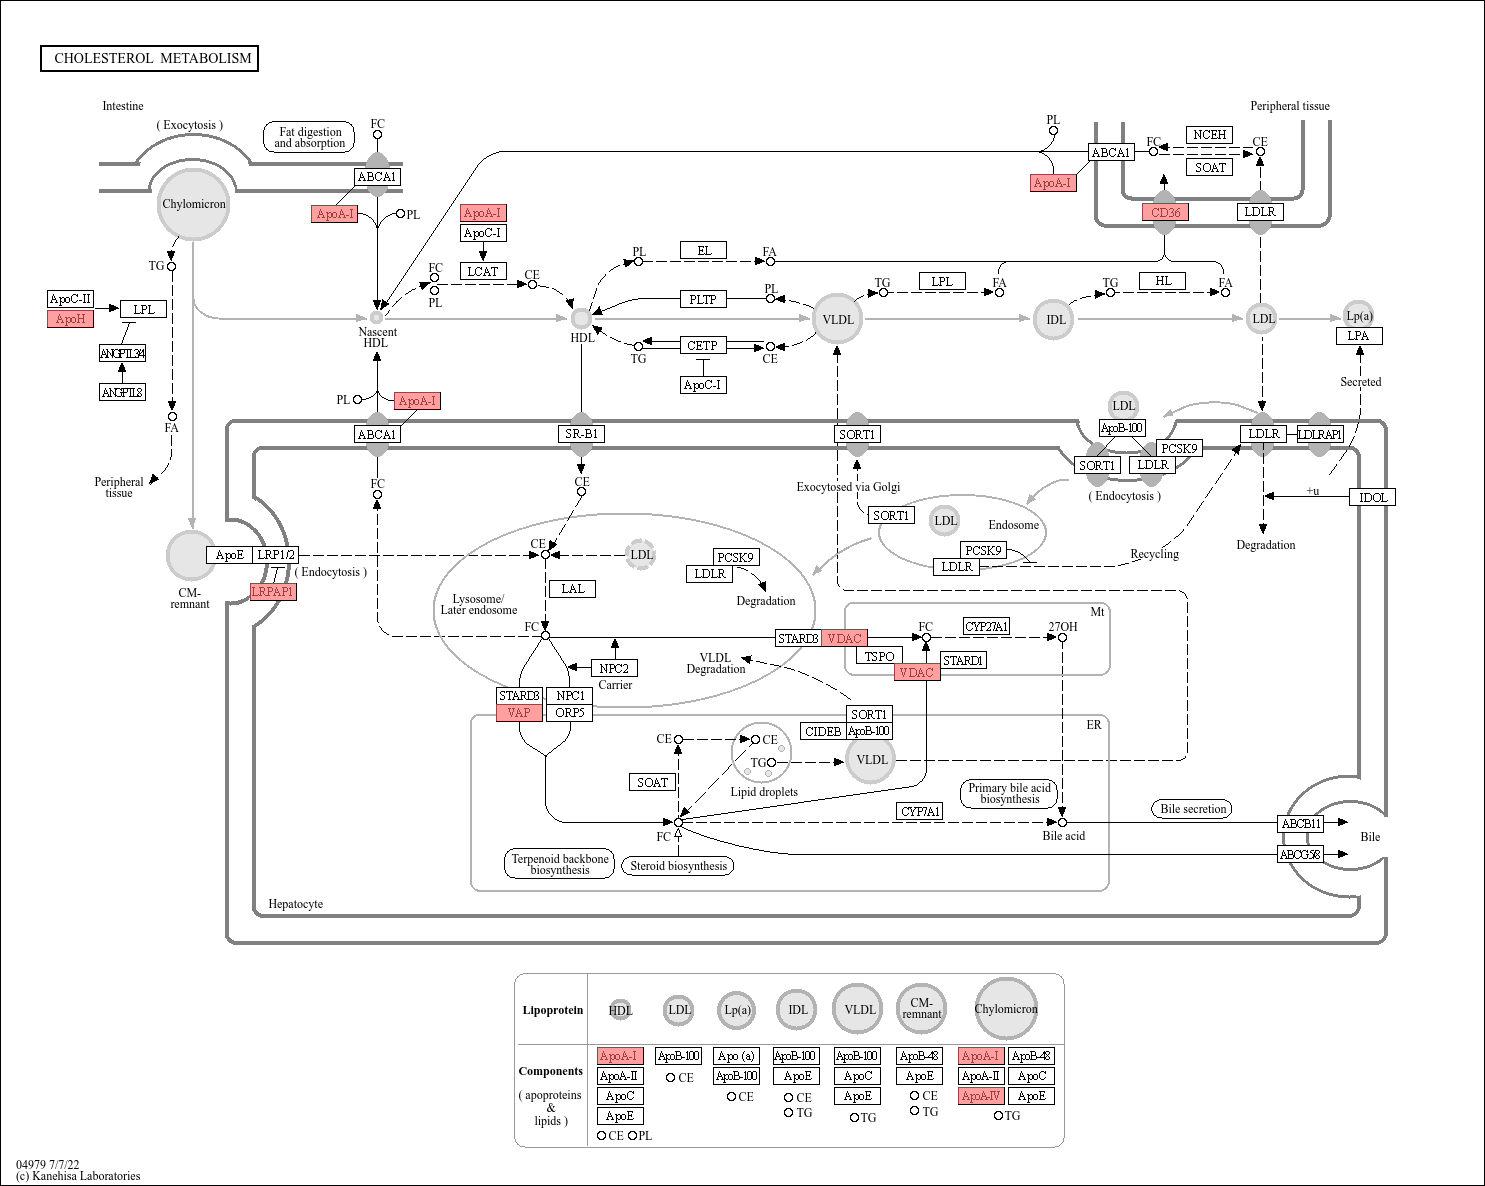 CHOLESTEROL METABOLISM
Intestine
( Exocytosis )
Fat digestion
and absorption
FC
ABCA1
Chylomicron
ApoA-I
PL
ApoA-I
ApoC-I
LCAT
TG
FC
PL
CE
ApoC-II
ApoH
LPL
ANGPTL3/4
ANGPTL8
FA
Peripheral
tissue
Nascent
HDL
HDL
PL
EL
FA
PLTP
PL
TG
CETP
CE
ApoC-I
VLDL
TG
LPL
FA
IDL
TG
HL
FA
LDL
Lp(a)
LPA
Secreted
Peripheral tissue
PL
ABCA1
ApoA-I
FC
NCEH
SOAT
CE
CD36
LDLR
PL
ApoA-I
ABCA1
FC
SR-B1
CE
SORT1
LDL
ApoB-100
SORT1
LDLR
PCSK9
( Endocytosis )
LDLR
LDLRAP1
+u
IDOL
Degradation
Exocytosed via Golgi
SORT1
LDL
Endosome
PCSK9
LDLR
Recycling
ApoE
LRP1/2
( Endocytosis )
LRPAP1
CM-
remnant
CE
LDL
LAL
PCSK9
LDLR
Degradation
Lysosome/
Later endosome
FC
NPC2
Carrier
STARD3
VAP
NPC1
ORP5
STARD3
VDAC
Mt
FC
CYP27A1
27OH
TSPO
VDAC
STARD1
VLDL
Degradation
SORT1
CIDEB
ApoB-100
VLDL
ER
CE
CE
TG
Lipid droplets
SOAT
FC
CYP7A1
Primary bile acid
biosynthesis
Bile acid
Bile secretion
ABCB11
ABCG5/8
Bile
Terpenoid backbone
biosynthesis
Steroid biosynthesis
Hepatocyte
Lipoprotein
HDL
LDL
Lp(a)
IDL
VLDL
CM-
remnant
Chylomicron
Components
( apoproteins
&
lipids )
ApoA-I
ApoA-II
ApoC
ApoE
CE PL
ApoB-100
CE
Apo (a)
ApoB-100
CE
ApoB-100
ApoE
CE
TG
ApoB-100
ApoC
ApoE
TG
ApoB-48
ApoE
CE
TG
ApoA-I ApoB-48
ApoA-II ApoC
ApoA-IV ApoE
TG
04979 7/7/22
(c) Kanehisa Laboratories